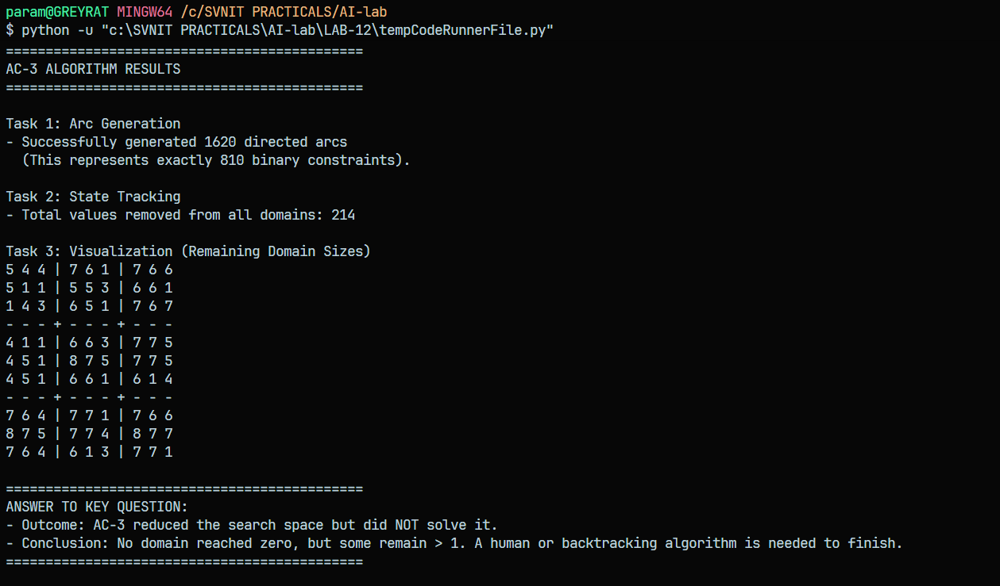 param@GREYRAT MINGW64 /c/SVNIT PRACTICALS/AI-lab
$ python -u "c:\SVNIT PRACTICALS\AI-lab\LAB-12\tempCodeRunnerFile.py"
=============================================
AC-3 ALGORITHM RESULTS
=============================================
Task 1: Arc Generation
- Successfully generated 1620 directed arcs
(This represents exactly 810 binary constraints).
Task 2: State Tracking
- Total values removed from all domains: 214
Task 3: Visualization (Remaining Domain Sizes)
5 4 4 | 7 6 1 | 7 6 6
5 1 1 | 5 5 3 | 6 6 1
1 4 3 | 6 5 1 | 7 6 7
- - - + - - - + - - -
4 1 1 | 6 6 3 | 7 7 5
4 5 1 | 8 7 5 | 7 7 5
4 5 1 | 6 6 1 | 6 1 4
- - - + - - - + - - -
7 6 4 | 7 7 1 | 7 6 6
8 7 5 | 7 7 4 | 8 7 7
7 6 4 | 6 1 3 | 7 7 1
=============================================
ANSWER TO KEY QUESTION:
- Outcome: AC-3 reduced the search space but did NOT solve it.
- Conclusion: No domain reached zero, but some remain > 1. A human or backtracking algorithm is needed to finish.
=============================================